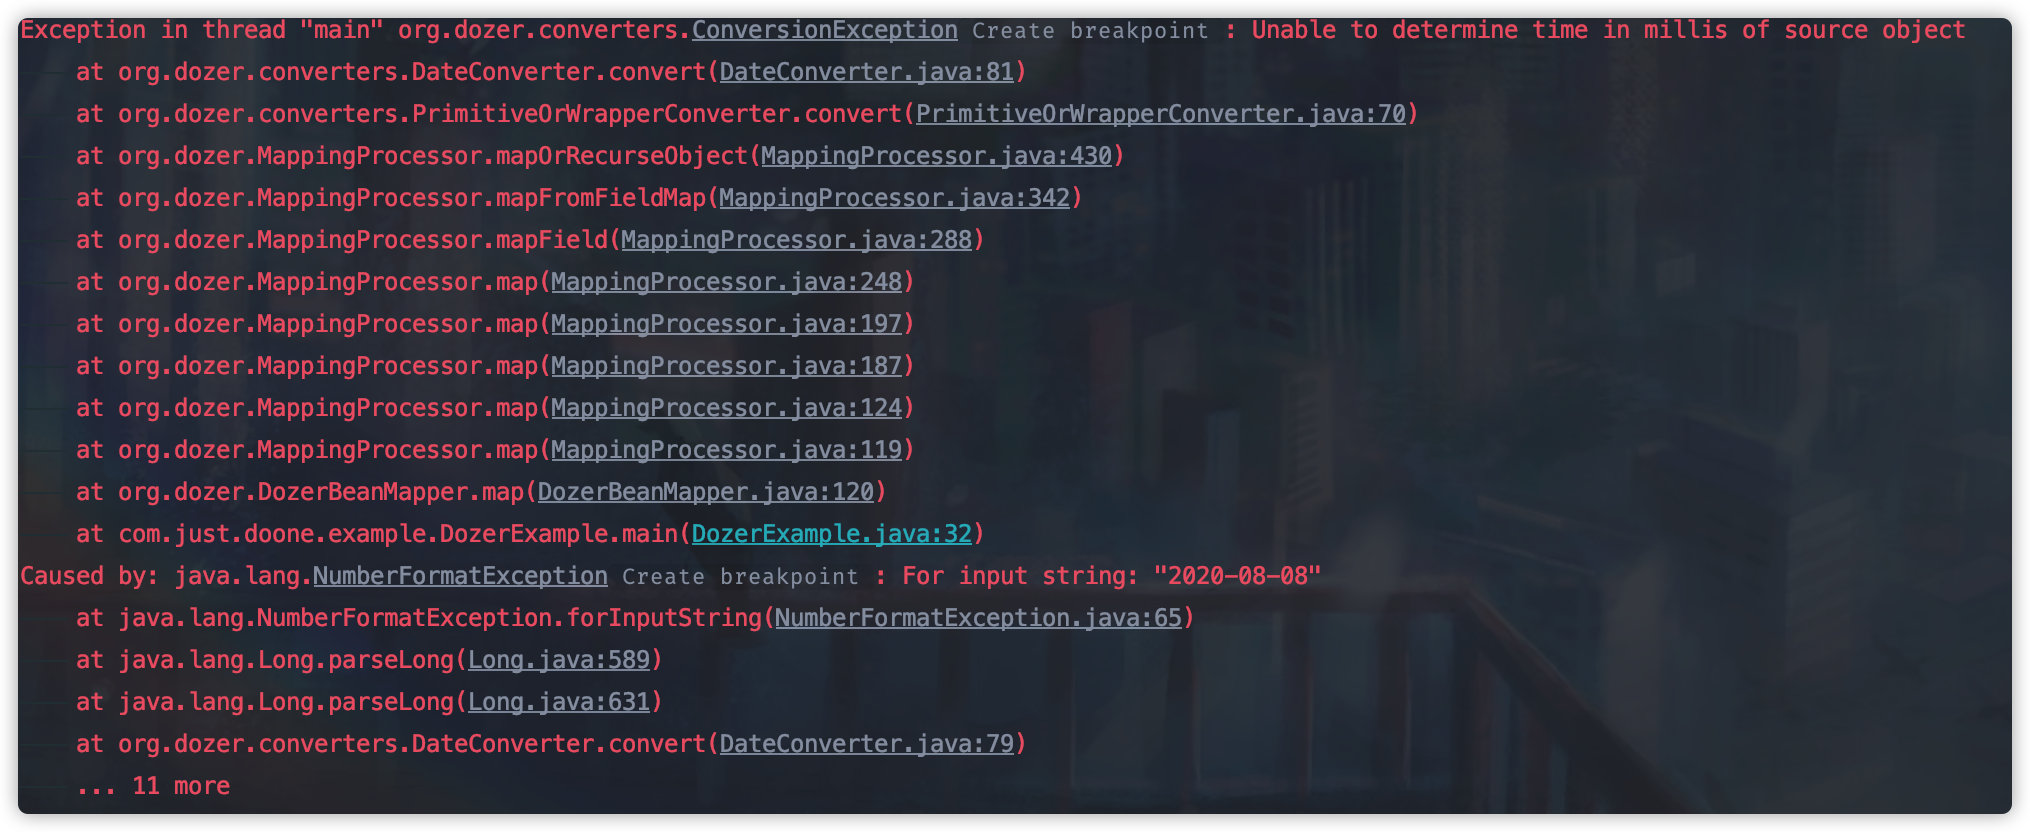 Exception in thread "main" org.dozer.converters.ConversionException Create breakpoint : Unable to determine time in millis of source object
at org.dozer.converters.DateConverter.convert(DateConverter.java:81)
at org.dozer.converters.PrimitiveOrWrapperConverter.convert(PrimitiveOrWrapperConverter.java:70)
at org.dozer.MappingProcessor.mapOrRecurseObject(MappingProcessor.java:430)
at org.dozer.MappingProcessor.mapFromFieldMap(MappingProcessor.java:342)
at org.dozer.MappingProcessor.mapField(MappingProcessor.java:288)
at org.dozer.MappingProcessor.map(MappingProcessor.java:248)
at org.dozer.MappingProcessor.map(MappingProcessor.java:197)
at org.dozer.MappingProcessor.map(MappingProcessor.java:187)
at org.dozer.MappingProcessor.map(MappingProcessor.java:124)
at org.dozer.MappingProcessor.map(MappingProcessor.java:119)
at org.dozer.DozerBeanMapper.map(DozerBeanMapper.java:120)
at com.just.doone.example.DozerExample.main(DozerExample.java:32)
Caused by: java.lang.NumberFormatException Create breakpoint : For input string: "2020-08-08"
at java.lang.NumberFormatException.forInputString(NumberFormatException.java:65)
at java.lang.Long.parseLong(Long.java:589)
at java.lang.Long.parseLong(Long.java:631)
at org.dozer.converters.DateConverter.convert(DateConverter.java:79)
... 11 more